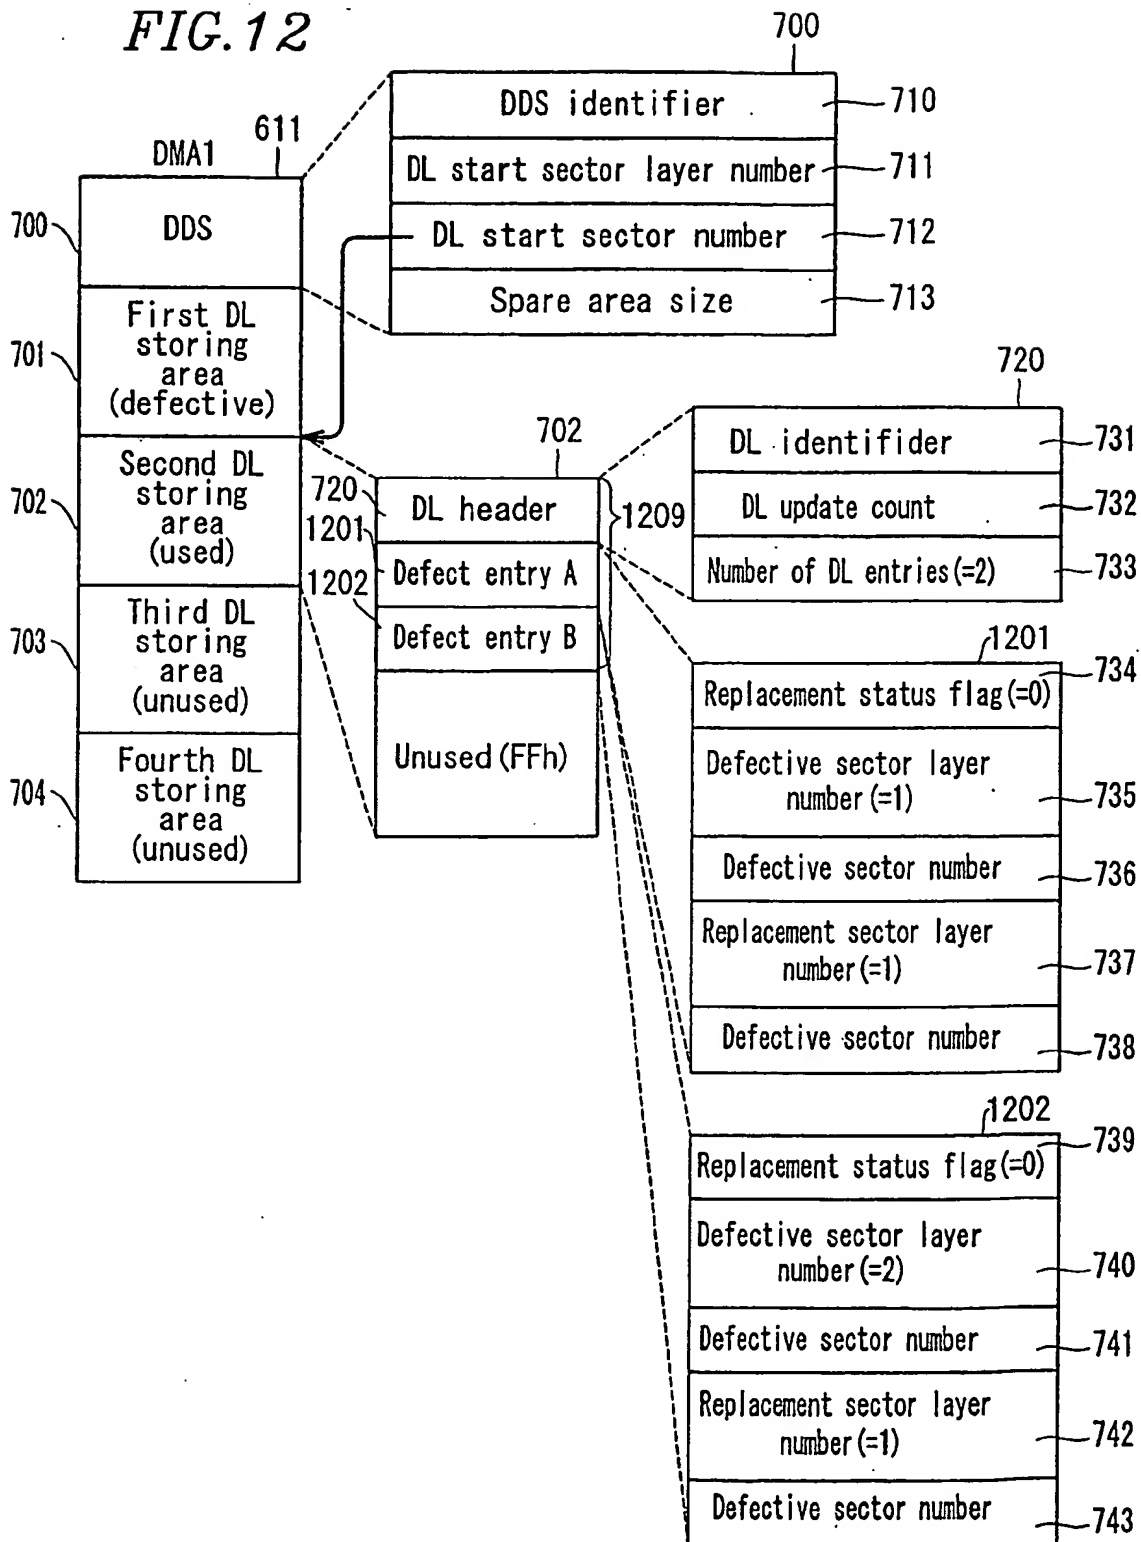 FIG. 12
700
DDS identifier
710
DL start sector layer number
711
DL start sector number
712
Spare area size
713
611
DMA1
700
DDS
701
First DL
storing
area
(defective)
702
Second DL
storing
area
(used)
703
Third DL
storing
area
(unused)
704
Fourth DL
storing
area
(unused)
702
720
DL header
1209
1201
Defect entry A
1202
Defect entry B
Unused (FFh)
720
DL identifider
731
DL update count
732
Number of DL entries (=2)
733
1201
734
Replacement status flag (=0)
Defective sector layer
number (=1)
735
Defective sector number
736
Replacement sector layer
number (=1)
737
Defective sector number
738
1202
739
Replacement status flag (=0)
Defective sector layer
number (=2)
740
Defective sector number
741
Replacement sector layer
number (=1)
742
Defective sector number
743